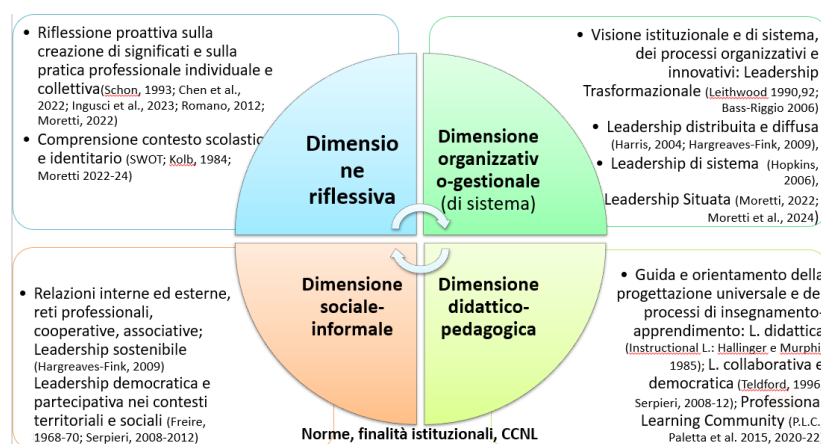 • Riflessione proattiva sulla
creazione di significati e sulla
pratica professionale individuale e
collettiva(Schon, 1993; Chen et al.,
2022; Ingusci et al., 2023; Romano, 2012;
Moretti, 2022)
• Comprensione contesto scolastic
e identitario (SWOT; Kolb, 1984;
Moretti 2022-24)
Dimensio
ne
riflessiva
Dimensione
organizzativ
o-gestionale
(di sistema)
• Visione istituzionale e di sistema,
dei processi organizzativi e
innovativi: Leadership
Trasformazionale (Leithwood 1990,92;
Bass-Riggio 2006)
• Leadership distribuita e diffusa
(Harris, 2004; Hargreaves-Fink, 2009),
• Leadership di sistema (Hopkins,
2006),
Leadership Situata (Moretti, 2022;
Moretti et al., 2024)
• Relazioni interne ed esterne,
reti professionali,
cooperative, associative;
Leadership sostenibile
(Hargreaves-Fink, 2009)
Leadership democratica e
partecipativa nei contesti
territoriali e sociali (Freire,
1968-70; Serpieri, 2008-2012)
Dimensione
sociale-
informale
Dimensione
didattico-
pedagogica
• Guida e orientamento della
progettazione universale e de
processi di insegnamento-
apprendimento: L. didattica
(Instructional L.: Hallinger e Murphi
1985); L. collaborativa e
democratica (Teldford, 1996
Serpieri, 2008-12); Professiona
Learning Community (P.L.C.
Paletta et al. 2015, 2020-22)
Norme, finalità istituzionali, CCNL